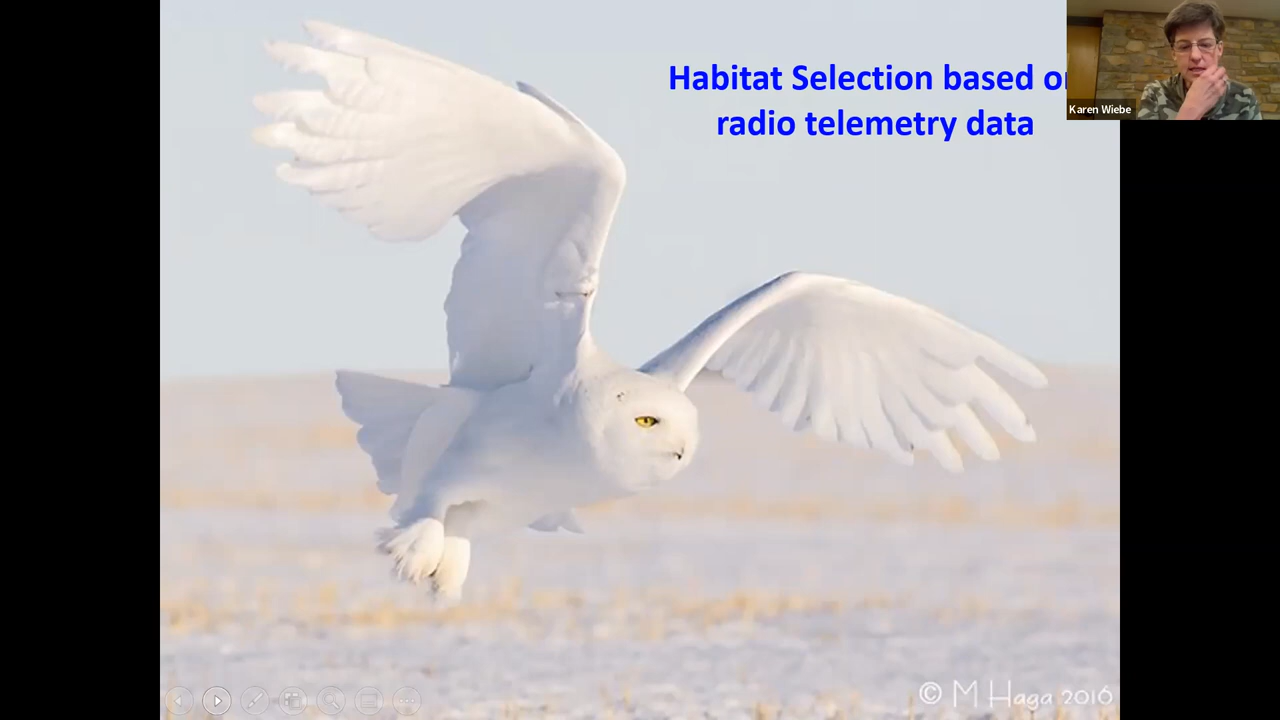 Habitat Selection based o
radio telemetry data
Karen Wiebe
© M Haga 2016